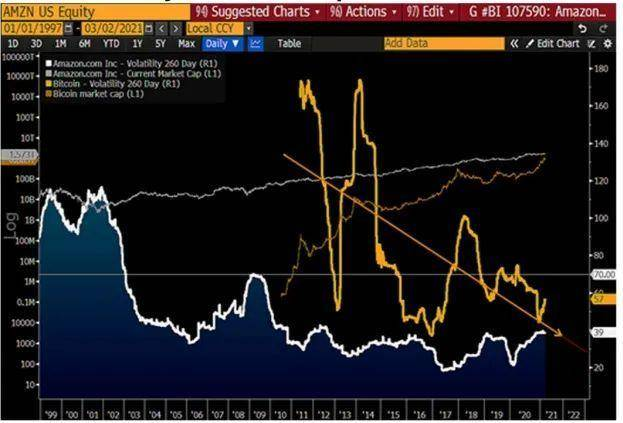 AMZN US Equity 94) Suggested Charts 96) Actions 97) Edit G #BI 107590: Amazon...
01/01/1997 - 03/02/2021 Local CCY
1D 3D 1M 6M YTD 1Y 5Y Max Daily Table Add Data Edit Chart
Amazon.com Inc - Volatility 260 Day (R1)
Amazon.com Inc - Current Market Cap (L1)
Bitcoin - Volatility 260 Day (R1)
Bicoin market cap (L1)
10000T
1000T
100T
10T
1.573T
100B
10B
1B
100M
10M
1M
0.1M
10000
1000
100
10
Log
180
160
140
120
100
80
70.00
57
39
20
'99 '00 '01 '02 '03 '04 '05 '06 '07 '08 '09 '10 '11 '12 '13 '14 '15 '16 '17 '18 '19 '20 '21 '22